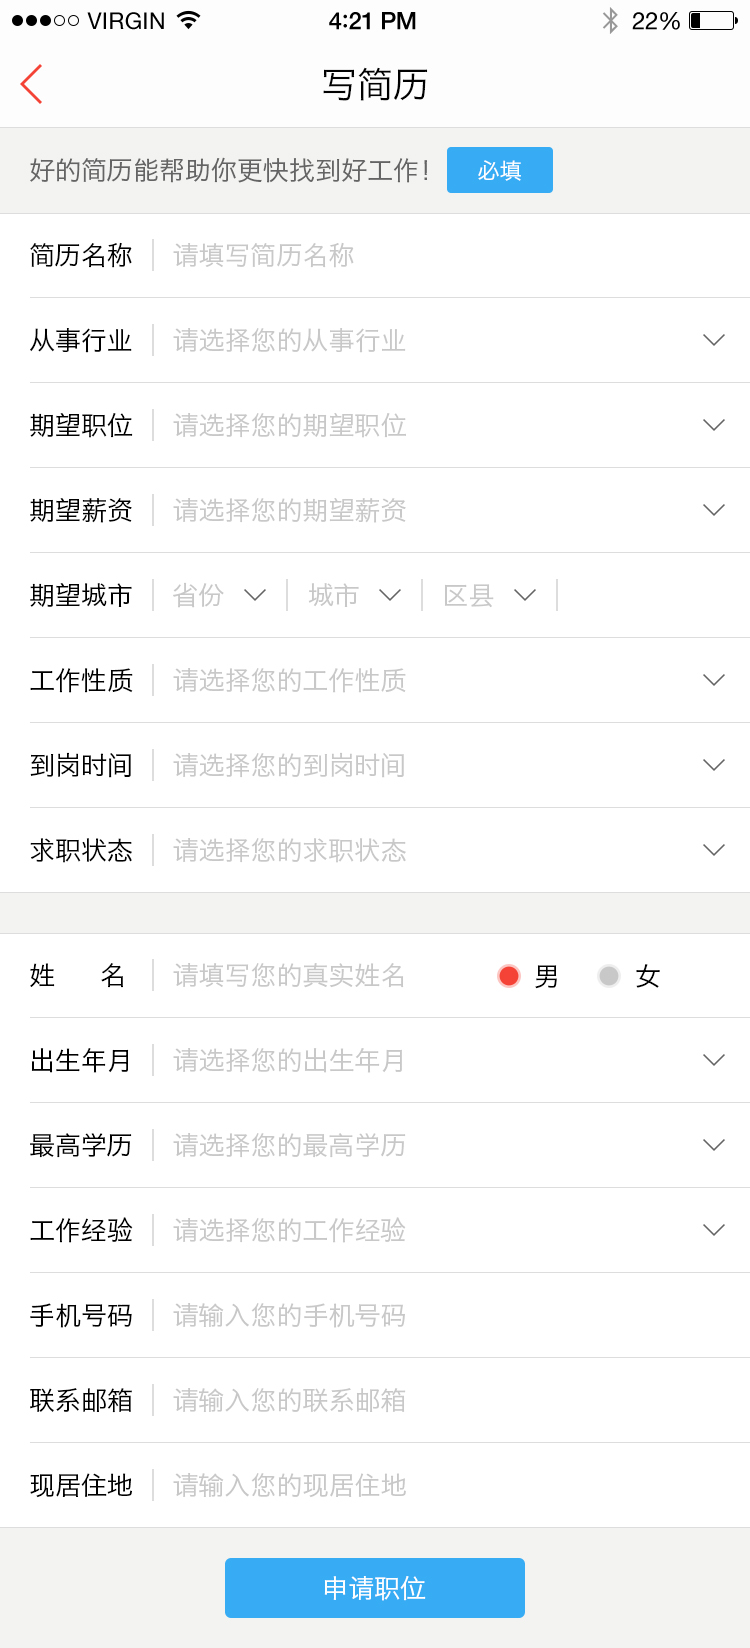 VIRGIN 4:21 PM 22%
写简历
好的简历能帮助你更快找到好工作！ 必填
简历名称 请填写简历名称
从事行业 请选择您的从事行业
期望职位 请选择您的期望职位
期望薪资 请选择您的期望薪资
期望城市 省份 城市 区县
工作性质 请选择您的工作性质
到岗时间 请选择您的到岗时间
求职状态 请选择您的求职状态
姓 名 请填写您的真实姓名 男 女
出生年月 请选择您的出生年月
最高学历 请选择您的最高学历
工作经验 请选择您的工作经验
手机号码 请输入您的手机号码
联系邮箱 请输入您的联系邮箱
现居住地 请输入您的现居住地
申请职位